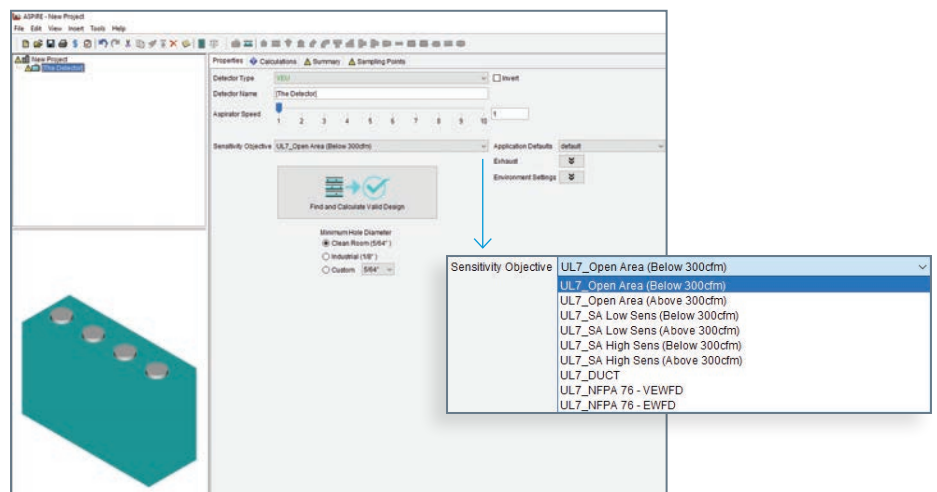 ASPIRE - New Project
File Edit View Insert Tools Help
New Project
[The Detector]
Properties Calculations Summary Sampling Points
Detector Type VEU Invert
Detector Name [The Detector]
Aspirator Speed 1 2 3 4 5 6 7 8 9 10 1
Sensitivity Objective UL7_Open Area (Below 300cfm) Application Defaults default
Exhaust
Environment Settings
Find and Calculate Valid Design
Minimum Hole Diameter
Clean Room (5/64")
Industrial (1/8")
Custom 5/64"
Sensitivity Objective UL7_Open Area (Below 300cfm)
UL7_Open Area (Below 300cfm)
UL7_Open Area (Above 300cfm)
UL7_SA Low Sens (Below 300cfm)
UL7_SA Low Sens (Above 300cfm)
UL7_SA High Sens (Below 300cfm)
UL7_SA High Sens (Above 300cfm)
UL7_DUCT
UL7_NFPA 76 - VEWFD
UL7_NFPA 76 - EWFD